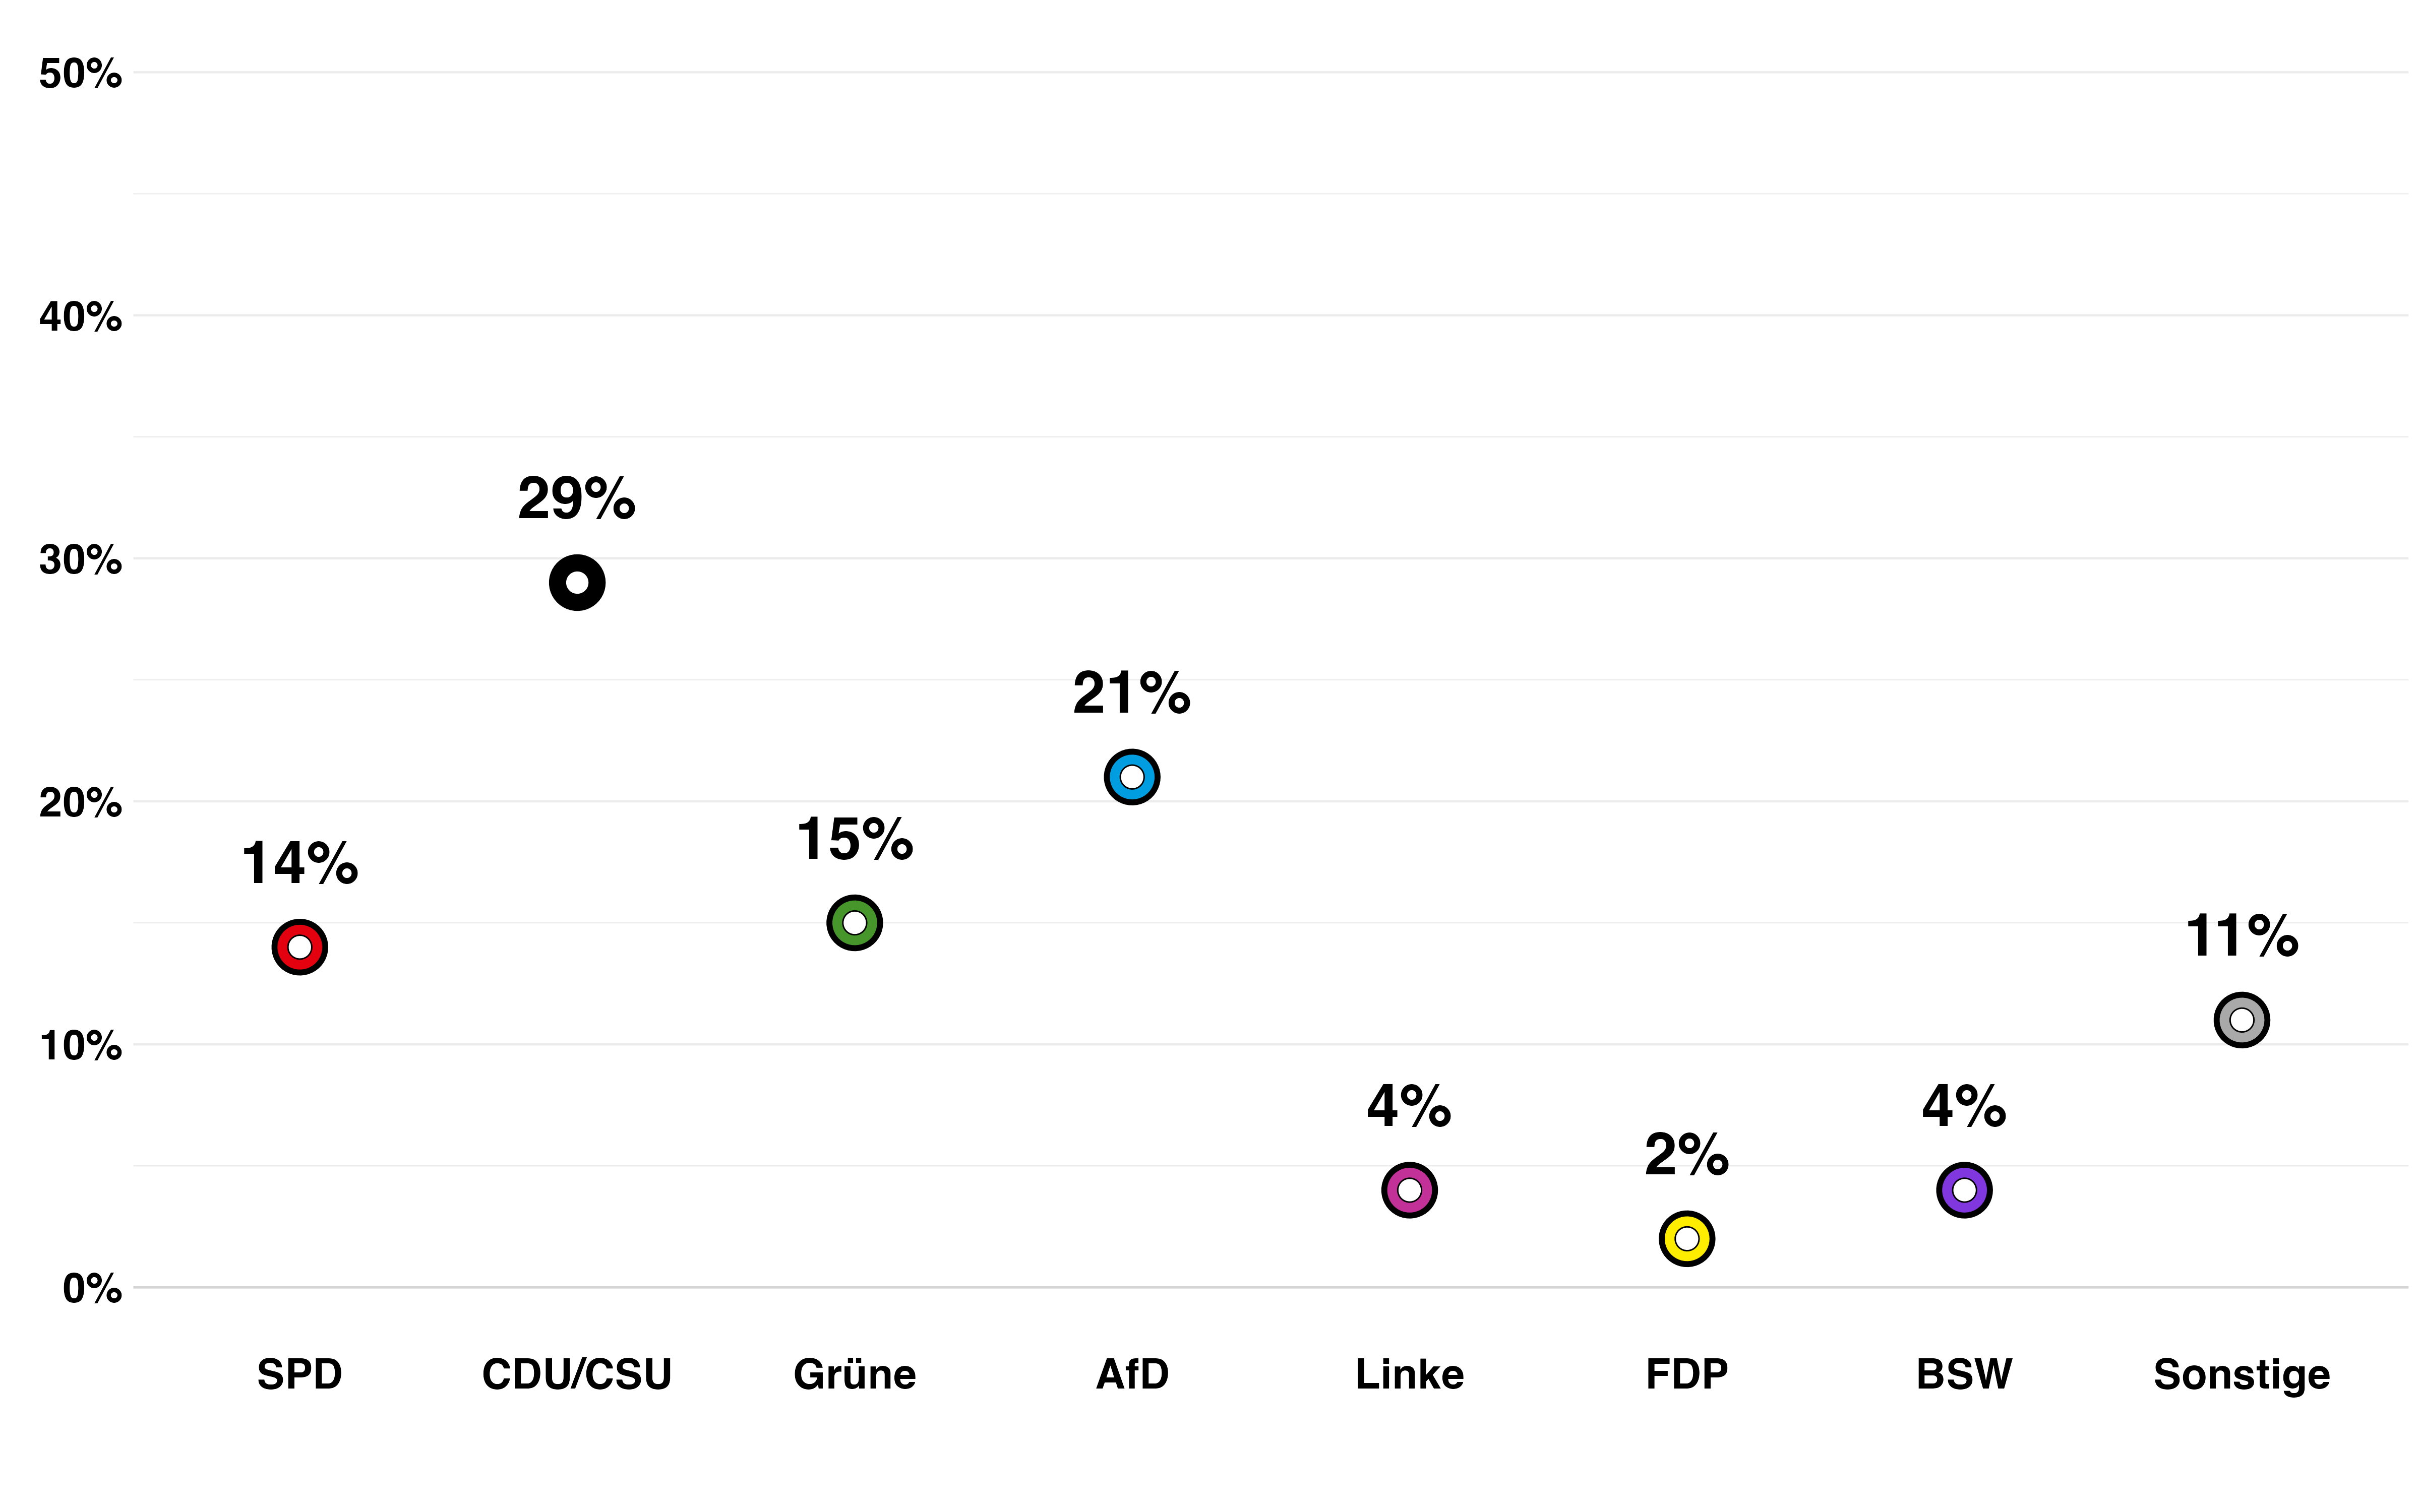 50%
40%
30%
20%
10%
0%
14%
29%
15%
21%
4%
2%
4%
11%
SPD
CDU/CSU
Grüne
AfD
Linke
FDP
BSW
Sonstige